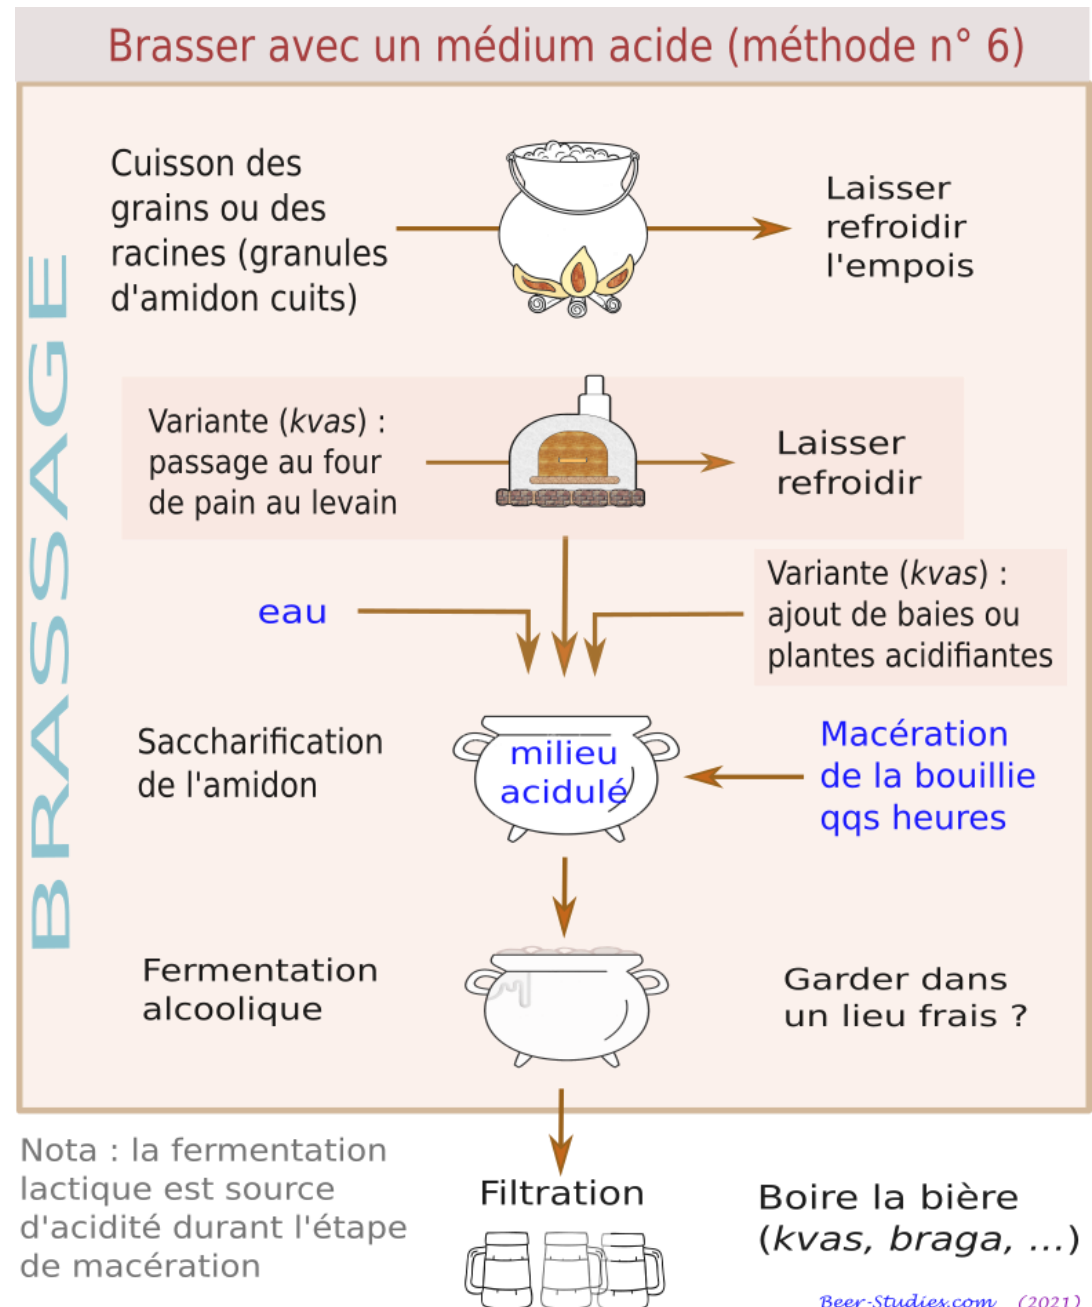 Brasser avec un médium acide (méthode n° 6)
BRASSAGE
Cuisson des
grains ou des
racines (granules
d'amidon cuits)
Laisser
refroidir
l'empois
Variante (kvas) :
passage au four
de pain au levain
Laisser
refroidir
eau
Variante (kvas) :
ajout de baies ou
plantes acidifiantes
Saccharification
de l'amidon
milieu
acidulé
Macération
de la bouillie
qqs heures
Fermentation
alcoolique
Garder dans
un lieu frais ?
Nota : la fermentation
lactique est source
d'acidité durant l'étape
de macération
Filtration
Boire la bière
(kvas, braga, ...)
Beer-Studies.com (2021)